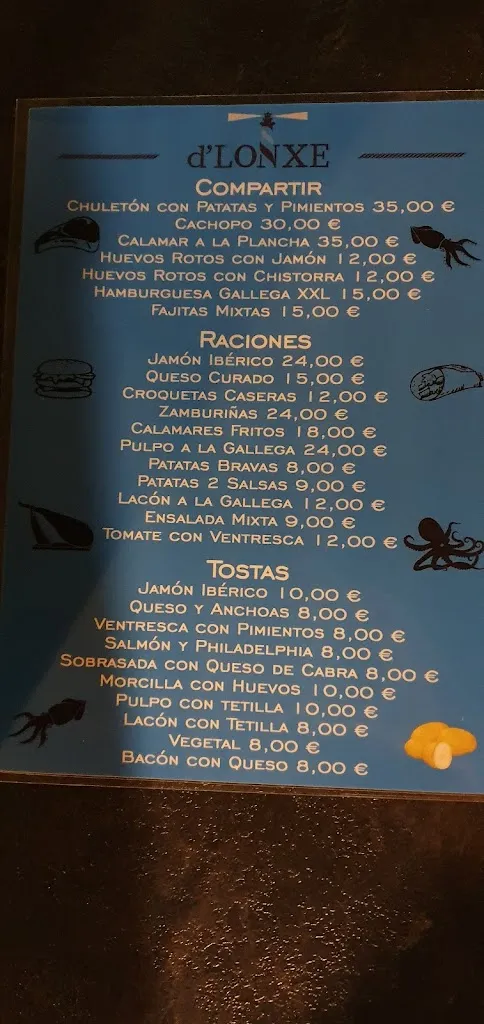 d'LONXE
COMPARTIR
CHULETÓN CON PATATAS Y PIMIENTOS 35,00 €
CACHOPO 30,00 €
CALAMAR A LA PLANCHA 35,00 €
HUEVOS ROTOS CON JAMÓN 12,00 €
HUEVOS ROTOS CON CHISTORRA 12,00 €
HAMBURGUESA GALLEGA XXL 15,00 €
FAJITAS MIXTAS 15,00 €
RACIONES
JAMÓN IBÉRICO 24,00 €
QUESO CURADO 15,00 €
CROQUETAS CASERAS 12,00 €
ZAMBURIÑAS 24,00 €
CALAMARES FRITOS 18,00 €
PULPO A LA GALLEGA 24,00 €
PATATAS BRAVAS 8,00 €
PATATAS 2 SALSAS 9,00 €
LACÓN A LA GALLEGA 12,00 €
ENSALADA MIXTA 9,00 €
TOMATE CON VENTRESCA 12,00 €
TOSTAS
JAMÓN IBÉRICO 10,00 €
QUESO Y ANCHOAS 8,00 €
VENTRESCA CON PIMIENTOS 8,00 €
SALMÓN Y PHILADELPHIA 8,00 €
SOBRASADA CON QUESO DE CABRA 8,00 €
MORCILLA CON HUEVOS 10,00 €
PULPO CON TETILLA 10,00 €
LACÓN CON TETILLA 8,00 €
VEGETAL 8,00 €
BACÓN CON QUESO 8,00 €